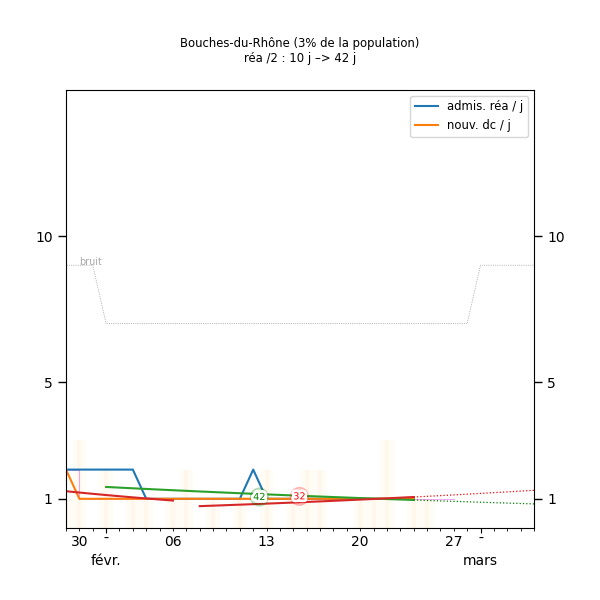 Bouches-du-Rhône (3% de la population)
réa /2 : 10 j –> 42 j
admis. réa / j
nouv. dc / j
10
10
bruit
5
5
42
32
1
1
30
06
13
20
27
févr.
mars